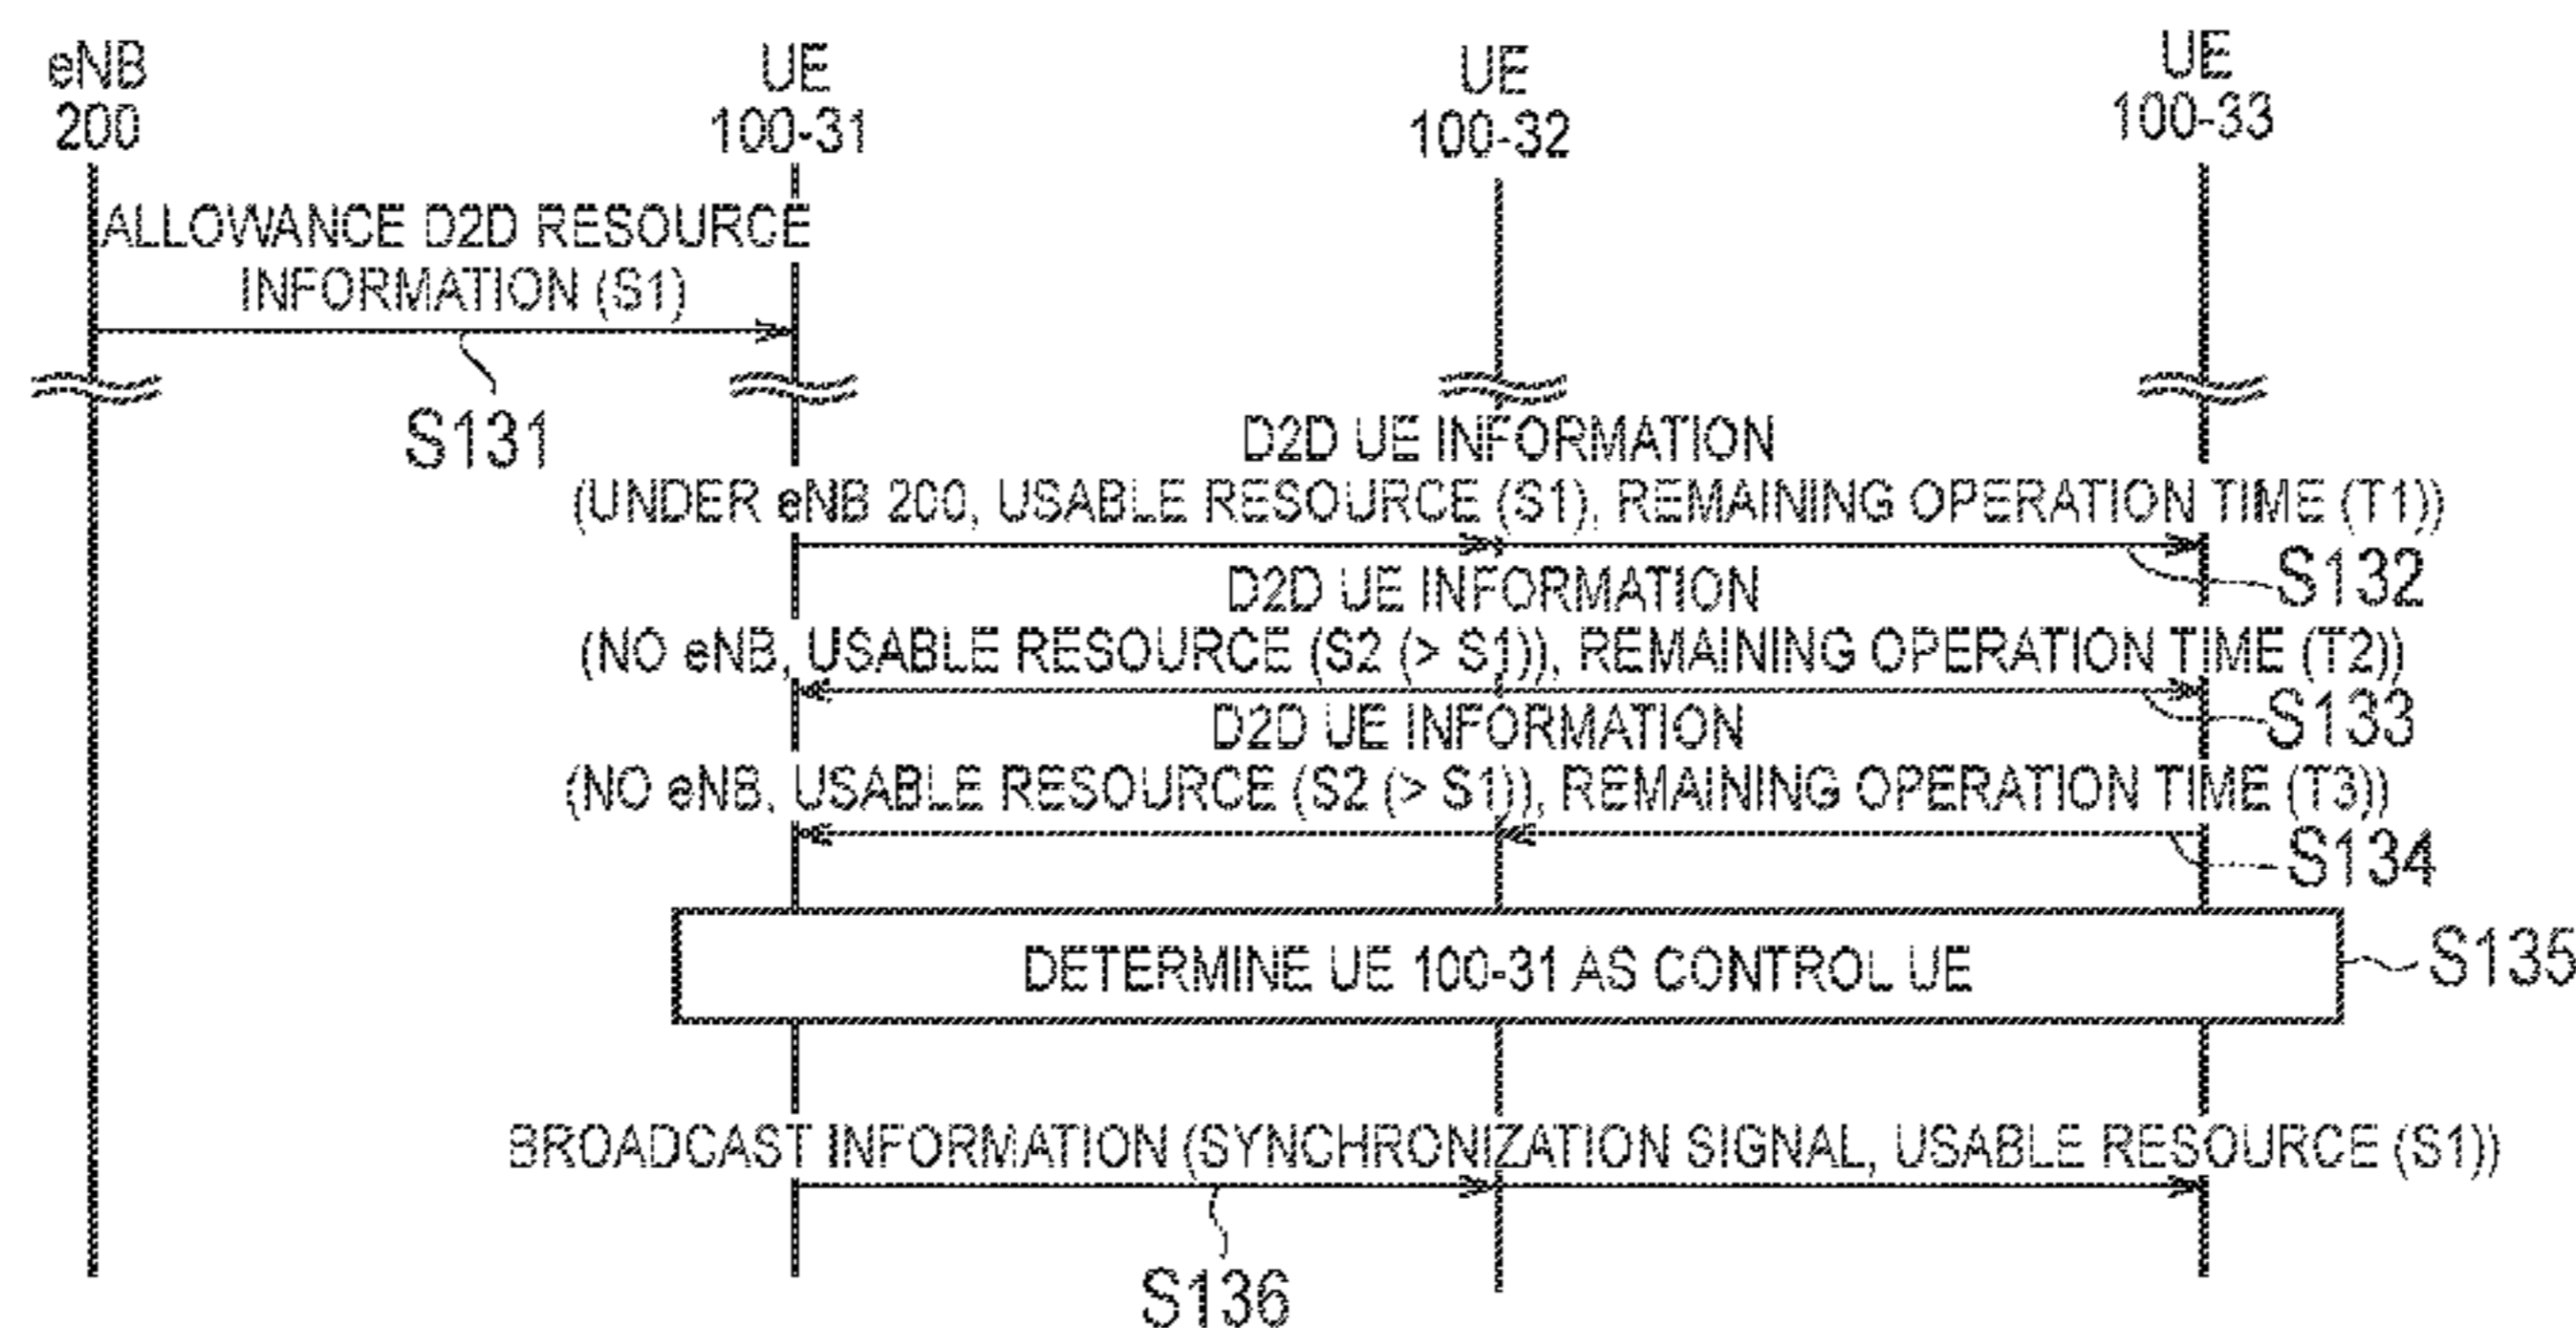 eNB
200
UE
100-31
UE
100-32
UE
100-33
ALLOWANCE D2D RESOURCE
INFORMATION (S1)
S131
D2D UE INFORMATION
(UNDER eNB 200, USABLE RESOURCE (S1), REMAINING OPERATION TIME (T1))
S132
D2D UE INFORMATION
(NO eNB, USABLE RESOURCE (S2 (> S1)), REMAINING OPERATION TIME (T2))
S133
D2D UE INFORMATION
(NO eNB, USABLE RESOURCE (S2 (> S1)), REMAINING OPERATION TIME (T3))
S134
DETERMINE UE 100-31 AS CONTROL UE
S135
BROADCAST INFORMATION (SYNCHRONIZATION SIGNAL, USABLE RESOURCE (S1))
S136